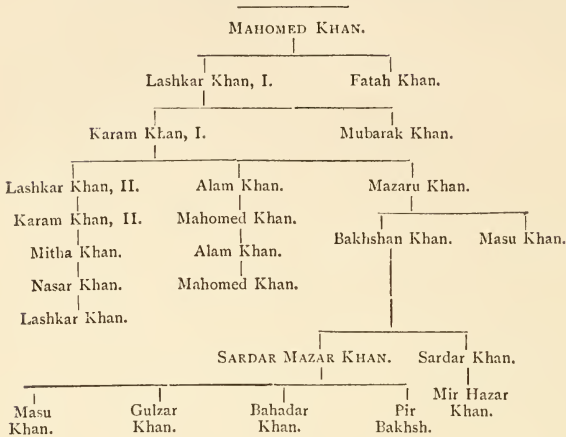 MAHOMED KHAN.
Lashkar Khan, I. Fatah Khan.
Karam Khan, I. Mubarak Khan.
Lashkar Khan, II. Alam Khan. Mazaru Khan.
Karam Khan, II. Mahomed Khan.
Bakhshan Khan. Masu Khan.
Mitha Khan. Alam Khan.
Nasar Khan. Mahomed Khan.
Lashkar Khan.
SARDAR MAZAR KHAN. Sardar Khan.
Mir Hazar
Khan.
Masu Gulzar Bahadar Pir
Khan. Khan. Khan. Bakhsh.